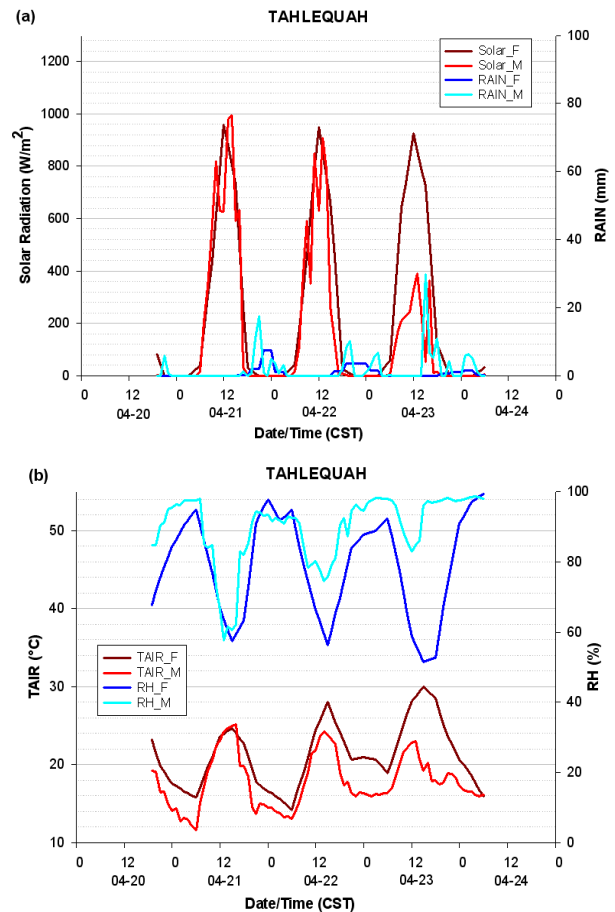 (a)
TAHLEQUAH
Solar Radiation (W/m²)
1200
1000
800
600
400
200
0
Solar_F
Solar_M
RAIN_F
RAIN_M
100
80
60
40
20
0
RAIN (mm)
0 12 0 12 0 12 0 12 0 12 0
04-20 04-21 04-22 04-23 04-24
Date/Time (CST)
(b)
TAHLEQUAH
TAIR (°C)
50
40
30
20
10
TAIR_F
TAIR_M
RH_F
RH_M
100
80
60
40
20
0
RH (%)
0 12 0 12 0 12 0 12 0 12 0
04-20 04-21 04-22 04-23 04-24
Date/Time (CST)